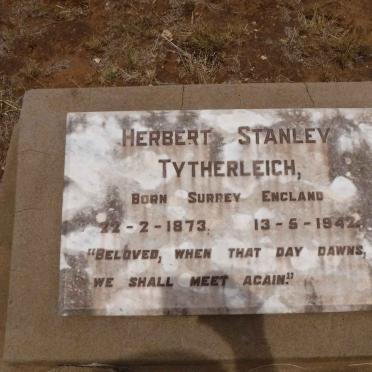 HERBERT STANLEY
TYTHERLEICH,
BORN SURREY ENGLAND
22-2-1873. 13-5-1942.
"BELOVED, WHEN THAT DAY DAWNS,
WE SHALL MEET AGAIN."